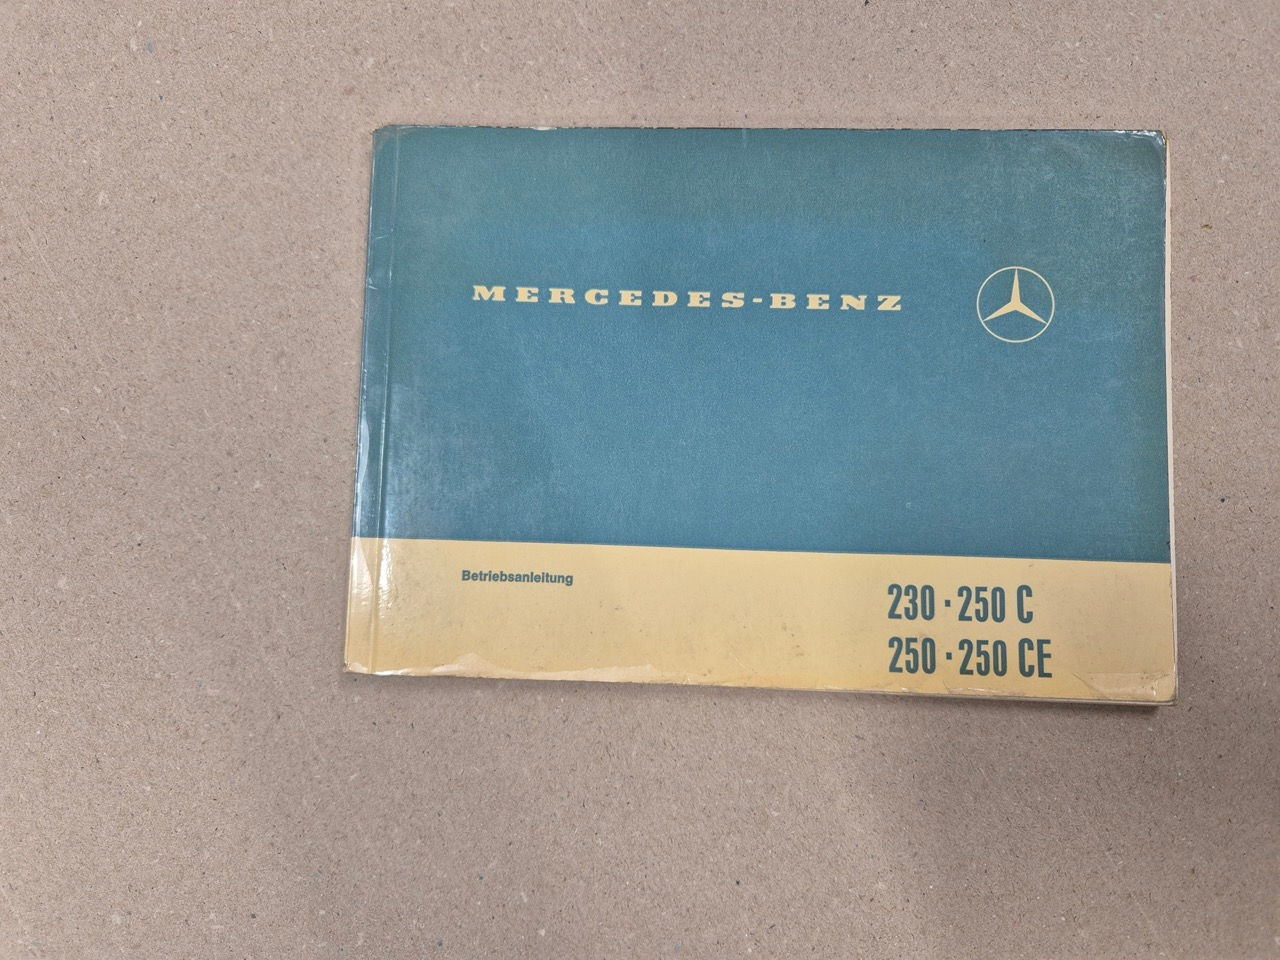 MERCEDES-BENZ
Betriebsanleitung
230 · 250 C
250 · 250 CE